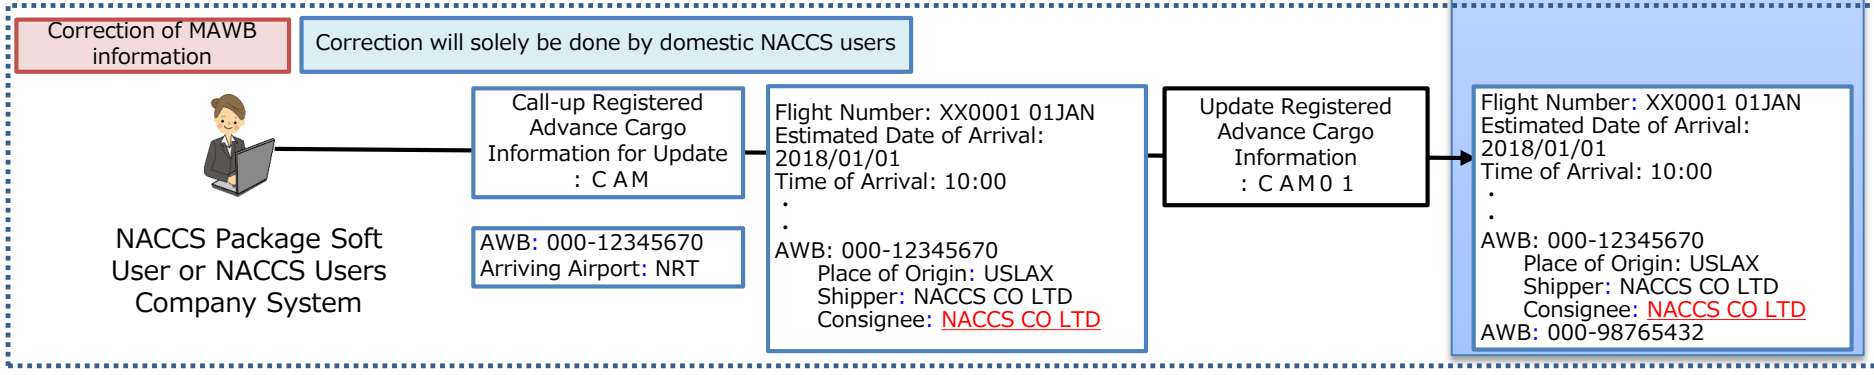 Correction of MAWB
information
Correction will solely be done by domestic NACCS users
NACCS Package Soft
User or NACCS Users
Company System
Call-up Registered
Advance Cargo
Information for Update
: CAM
AWB: 000-12345670
Arriving Airport: NRT
Flight Number: XX0001 01JAN
Estimated Date of Arrival:
2018/01/01
Time of Arrival: 10:00
・
・
AWB: 000-12345670
Place of Origin: USLAX
Shipper: NACCS CO LTD
Consignee: NACCS CO LTD
Update Registered
Advance Cargo
Information
: CAM01
Flight Number: XX0001 01JAN
Estimated Date of Arrival:
2018/01/01
Time of Arrival: 10:00
・
・
AWB: 000-12345670
Place of Origin: USLAX
Shipper: NACCS CO LTD
Consignee: NACCS CO LTD
AWB: 000-98765432